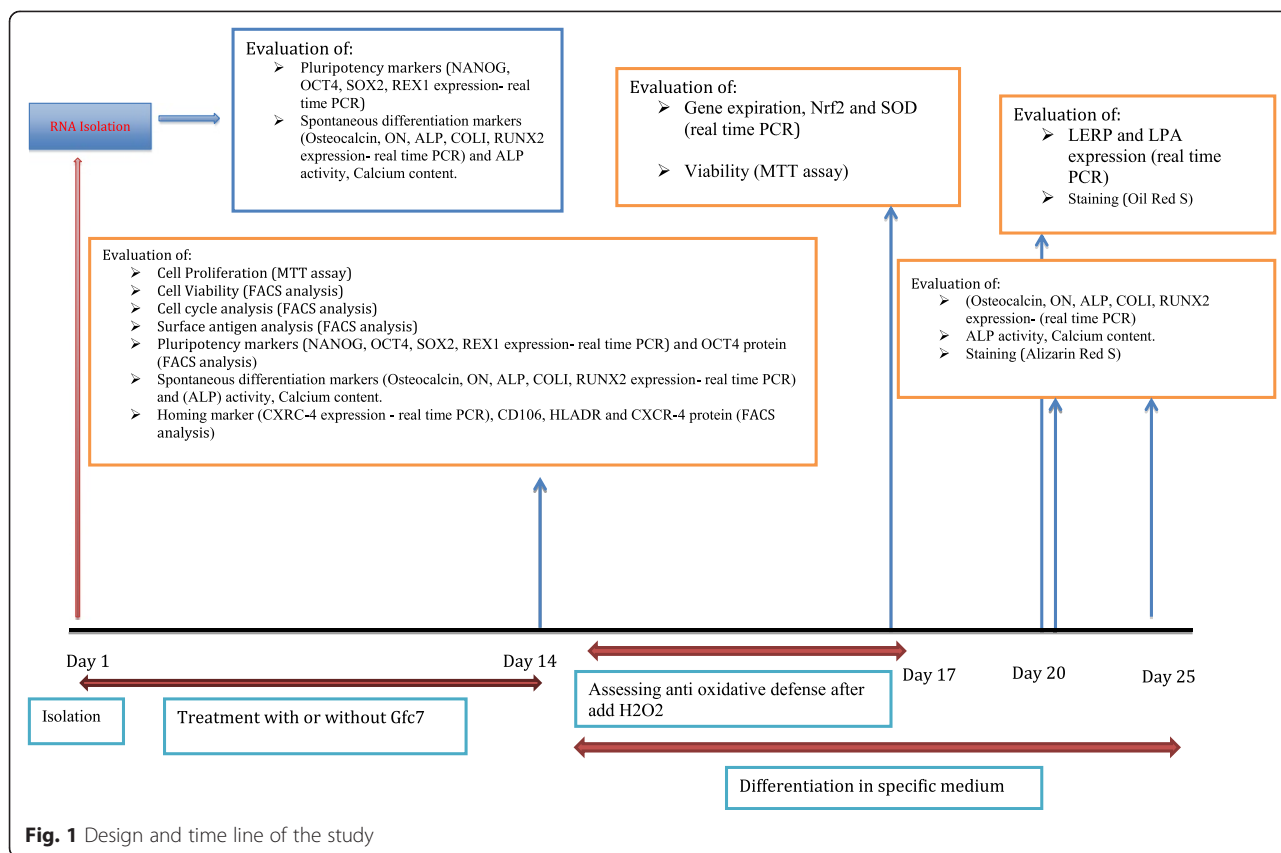 RNA Isolation
Evaluation of:
➢ Pluripotency markers (NANOG,
OCT4, SOX2, REX1 expression- real
time PCR)
➢ Spontaneous differentiation markers
(Osteocalcin, ON, ALP, COLI, RUNX2
expression- real time PCR) and ALP
activity, Calcium content.
Evaluation of:
➢ Gene expiration, Nrf2 and SOD
(real time PCR)
➢ Viability (MTT assay)
Evaluation of:
➢ LERP and LPA
expression (real time
PCR)
➢ Staining (Oil Red S)
Evaluation of:
➢ Cell Proliferation (MTT assay)
➢ Cell Viability (FACS analysis)
➢ Cell cycle analysis (FACS analysis)
➢ Surface antigen analysis (FACS analysis)
➢ Pluripotency markers (NANOG, OCT4, SOX2, REX1 expression- real time PCR) and OCT4 protein
(FACS analysis)
➢ Spontaneous differentiation markers (Osteocalcin, ON, ALP, COLI, RUNX2 expression- real time PCR)
and (ALP) activity, Calcium content.
➢ Homing marker (CXRC-4 expression - real time PCR), CD106, HLADR and CXCR-4 protein (FACS
analysis)
Evaluation of:
➢ (Osteocalcin, ON, ALP, COLI, RUNX2
expression- (real time PCR)
➢ ALP activity, Calcium content.
➢ Staining (Alizarin Red S)
Day 1
Day 14
Day 17
Day 20
Day 25
Isolation
Treatment with or without Gfc7
Assessing anti oxidative defense after
add H2O2
Differentiation in specific medium
Fig. 1 Design and time line of the study